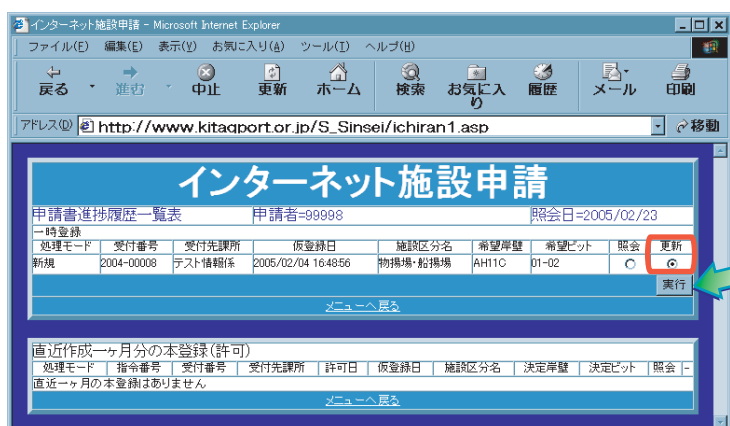 インターネット施設申請 - Microsoft Internet Explorer
ファイル(F) 編集(E) 表示(V) お気に入り(A) ツール(T) ヘルプ(H)
戻る 進む 中止 更新 ホーム 検索 お気に入り 履歴 メール 印刷
アドレス(D) http://www.kitaqport.or.jp/S_Sinsei/ichiran1.asp 移動
インターネット施設申請
申請書進捗履歴一覧表 申請者=99998 照会日=2005/02/23
一時登録
処理モード 受付番号 受付先課所 仮登録日 施設区分名 希望岸壁 希望ビット 照会 更新
新規 2004-00008 テスト情報係 2005/02/04 16:48:56 物揚場・船揚場 AH11C 01-02
実行
メニューへ戻る
直近作成一ヶ月分の本登録(許可)
処理モード 指令番号 受付番号 受付先課所 許可日 仮登録日 施設区分名 決定岸壁 決定ビット 照会 -
直近一ヶ月の本登録はありません
メニューへ戻る